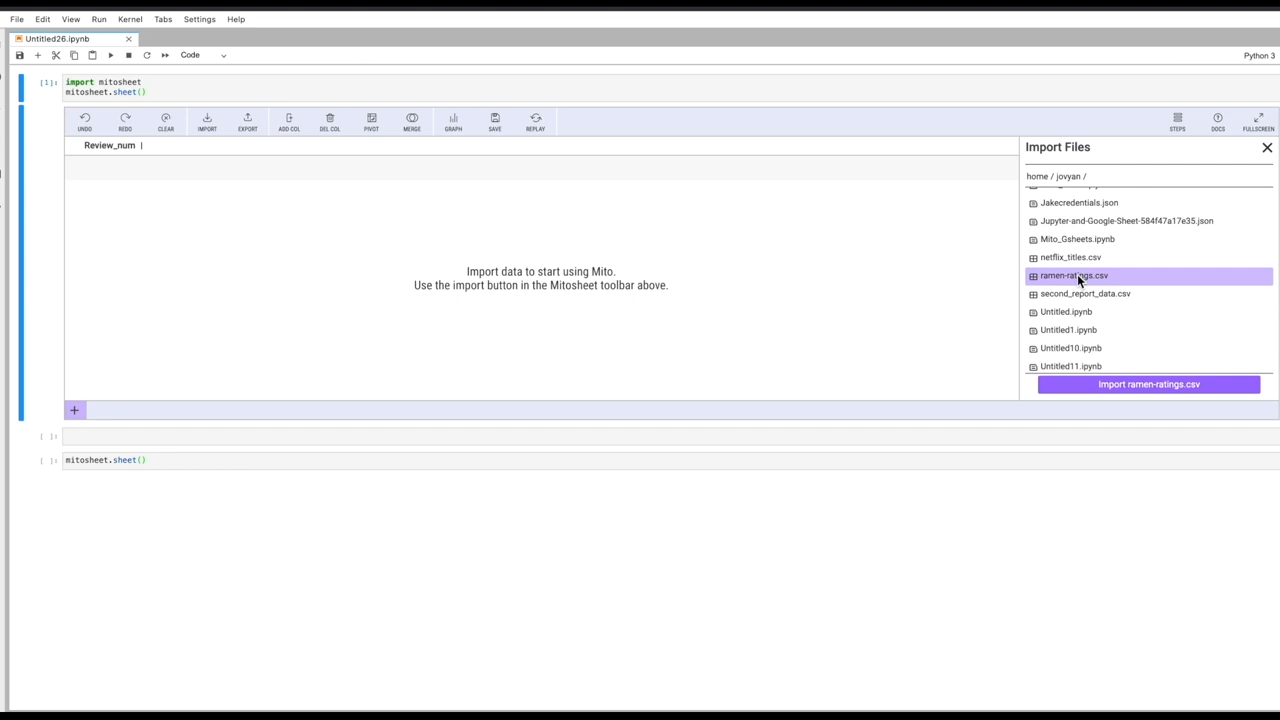 File Edit View Run Kernel Tabs Settings Help
Untitled26.ipynb
Code
Python 3
[1]: import mitosheet
mitosheet.sheet()
UNDO REDO CLEAR IMPORT EXPORT ADD COL DEL COL PIVOT MERGE GRAPH SAVE REPLAY STEPS DOCS FULLSCREEN
Review_num
Import Files
home / jovyan /
Jakecredentials.json
Jupyter-and-Google-Sheet-584f47a17e35.json
Mito_Gsheets.ipynb
netflix_titles.csv
ramen-ratings.csv
second_report_data.csv
Untitled.ipynb
Untitled1.ipynb
Untitled10.ipynb
Untitled11.ipynb
Import ramen-ratings.csv
Import data to start using Mito.
Use the import button in the Mitosheet toolbar above.
+
[ ]:
[ ]: mitosheet.sheet()